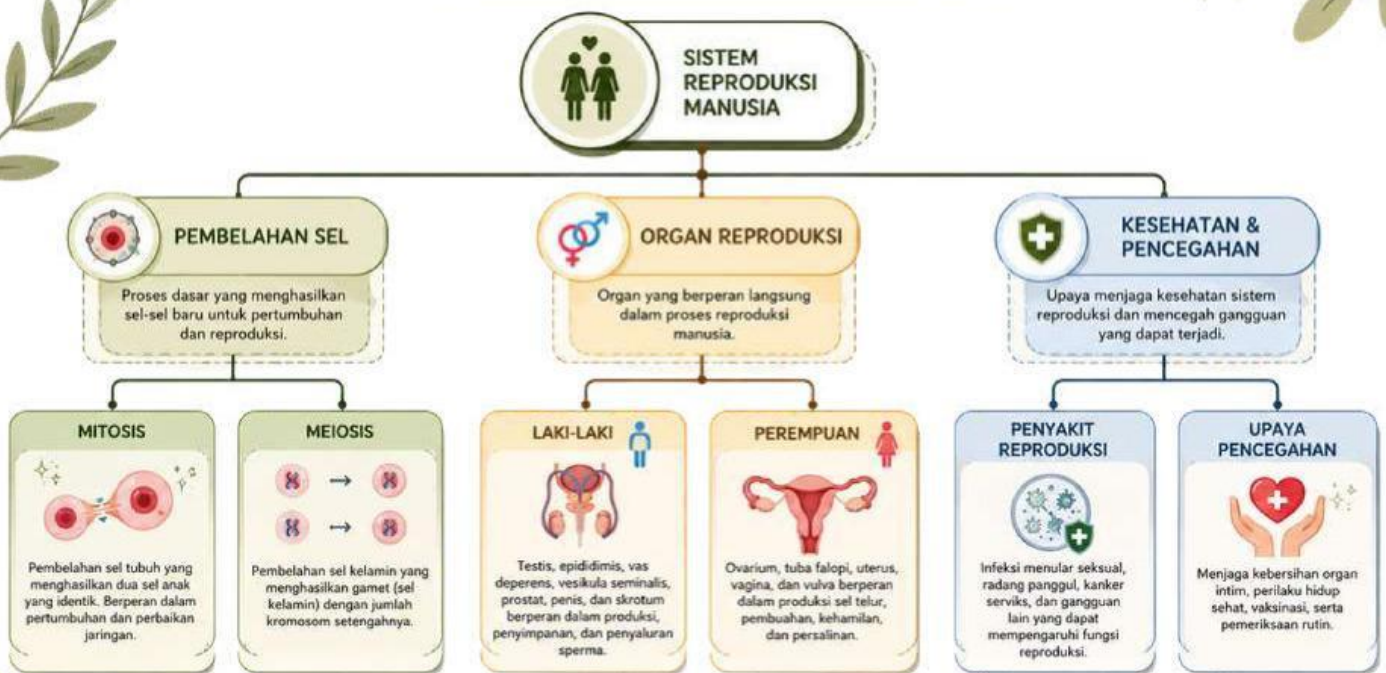 SISTEM
REPRODUKSI
MANUSIA
PEMBELAHAN SEL
Proses dasar yang menghasilkan
sel-sel baru untuk pertumbuhan
dan reproduksi.
ORGAN REPRODUKSI
Organ yang berperan langsung
dalam proses reproduksi
manusia.
KESEHATAN &
PENCEGAHAN
Upaya menjaga kesehatan sistem
reproduksi dan mencegah gangguan
yang dapat terjadi.
MITOSIS
Pembelahan sel tubuh yang
menghasilkan dua sel anak
yang identik. Berperan dalam
pertumbuhan dan perbaikan
jaringan.
MEIOSIS
Pembelahan sel kelamin yang
menghasilkan gamet (sel
kelamin) dengan jumlah
kromosom setengahnya.
LAKI-LAKI
Testis, epididimis, vas
deperens, vesikula seminalis,
prostat, penis, dan skrotum
berperan dalam produksi,
penyimpanan, dan penyaluran
sperma.
PEREMPUAN
Ovarium, tuba falopi, uterus,
vagina, dan vulva berperan
dalam produksi sel telur,
pembuahan, kehamilan,
dan persalinan.
PENYAKIT
REPRODUKSI
Infeksi menular seksual,
radang panggul, kanker
serviks, dan gangguan
lain yang dapat
mempengaruhi fungsi
reproduksi.
UPAYA
PENCEGAHAN
Menjaga kebersihan organ
intim, perilaku hidup
sehat, vaksinasi, serta
pemeriksaan rutin.